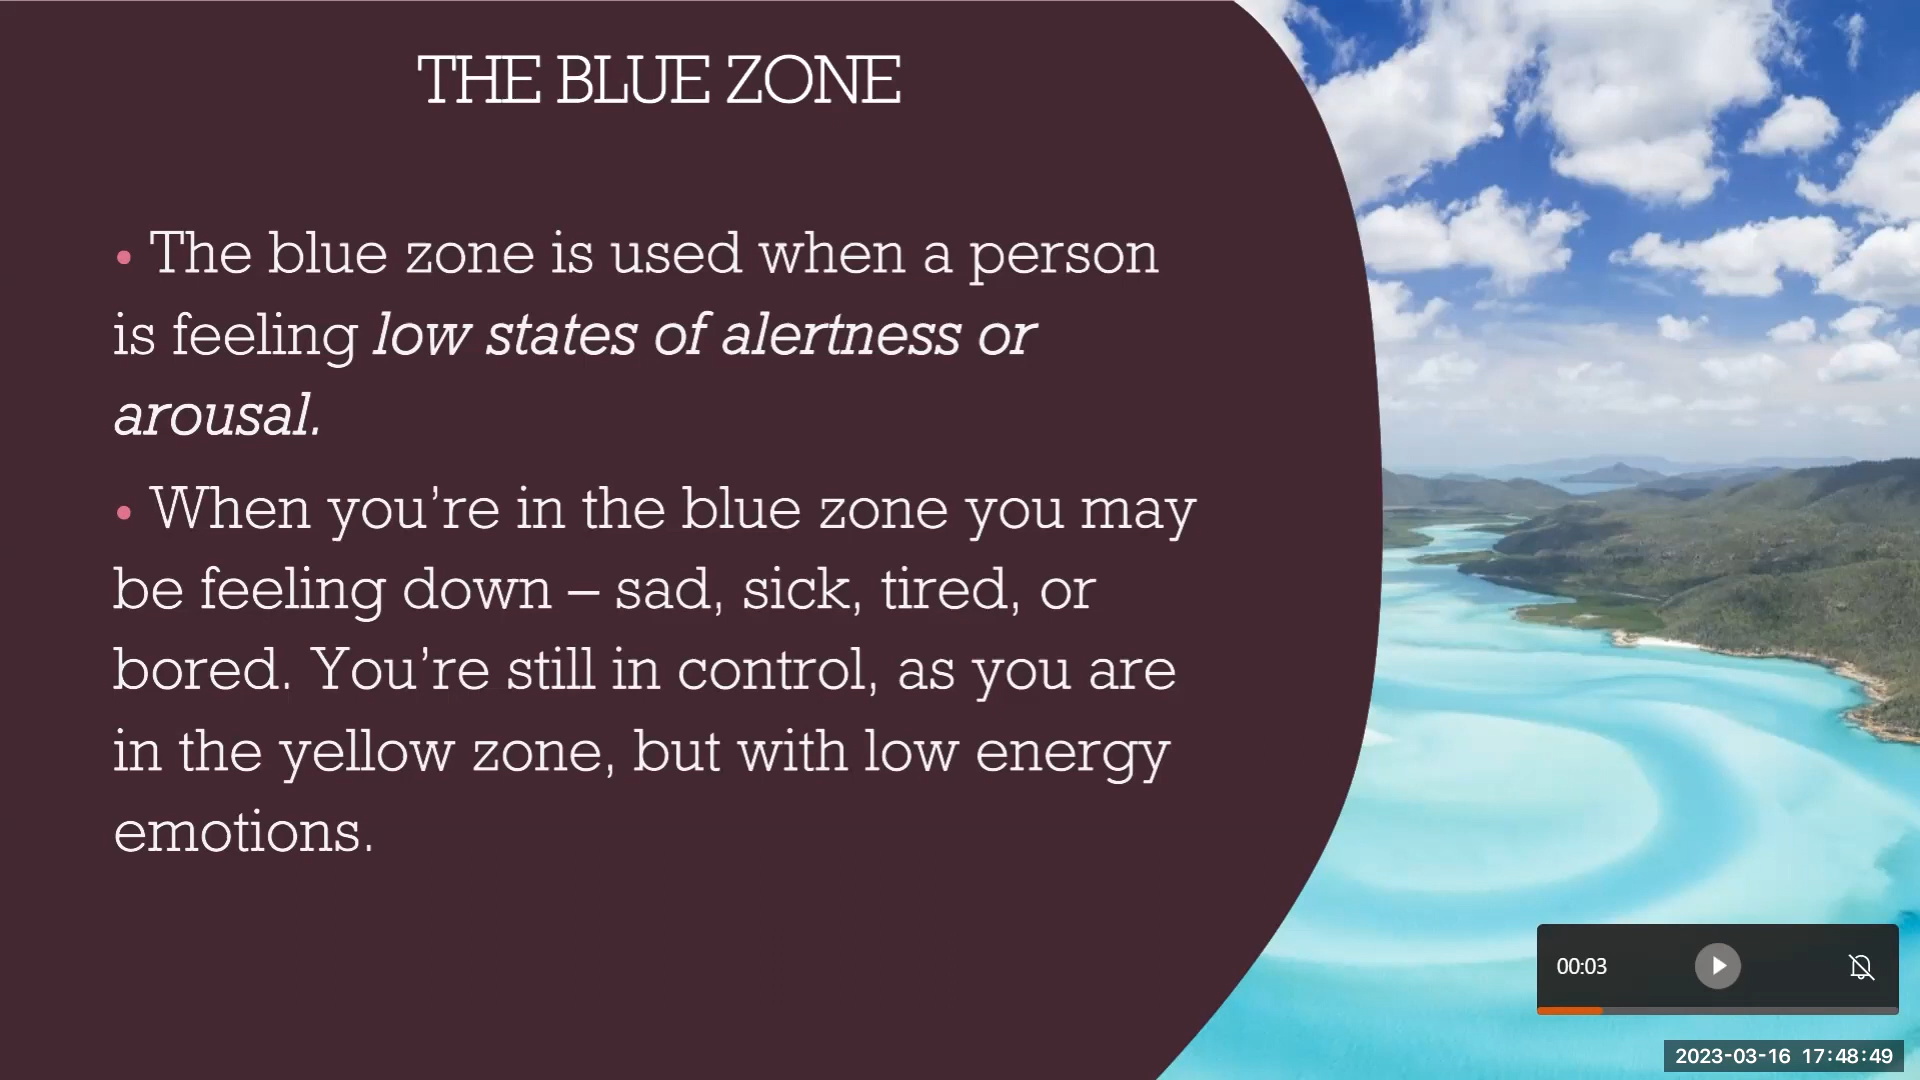 THE BLUE ZONE
• The blue zone is used when a person
is feeling low states of alertness or
arousal.
• When you’re in the blue zone you may
be feeling down – sad, sick, tired, or
bored. You’re still in control, as you are
in the yellow zone, but with low energy
emotions.
00:03
2023-03-16 17:48:49